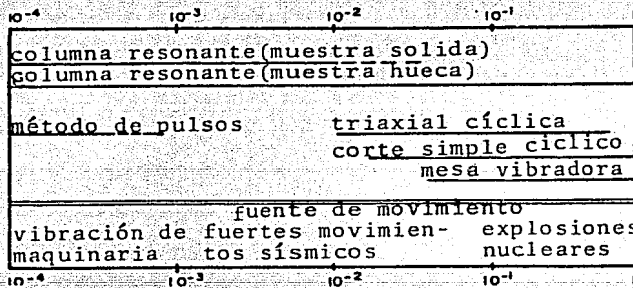 10-4 10-3 10-2 10-1
columna resonante(muestra solida)
columna resonante(muestra hueca)
método de pulsos triaxial cíclica
corte simple ciclico
mesa vibradora
fuente de movimiento
vibración de fuertes movimien- explosiones
maquinaria tos sísmicos nucleares
10-4 10-3 10-2 10-1